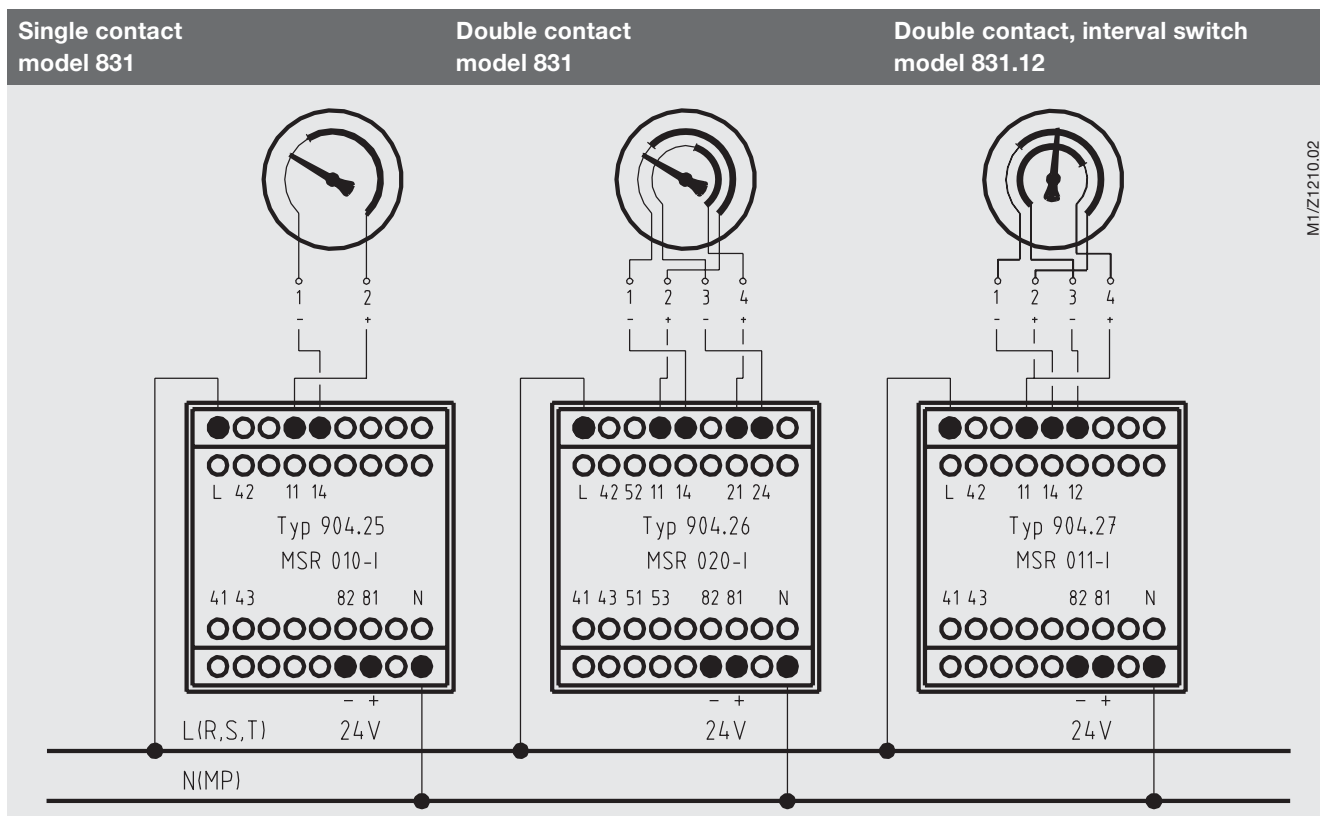 Single contact
model 831
Double contact
model 831
Double contact, interval switch
model 831.12
M1/Z1210.02
1 2
- +
1 2 3 4
- + - +
1 2 3 4
- + - +
L 42 11 14
Typ 904.25
MSR 010-I
41 43 82 81 N
- +
24V
L 42 52 11 14 21 24
Typ 904.26
MSR 020-I
41 43 51 53 82 81 N
- +
24V
L 42 11 14 12
Typ 904.27
MSR 011-I
41 43 82 81 N
- +
24V
L(R,S,T)
N(MP)